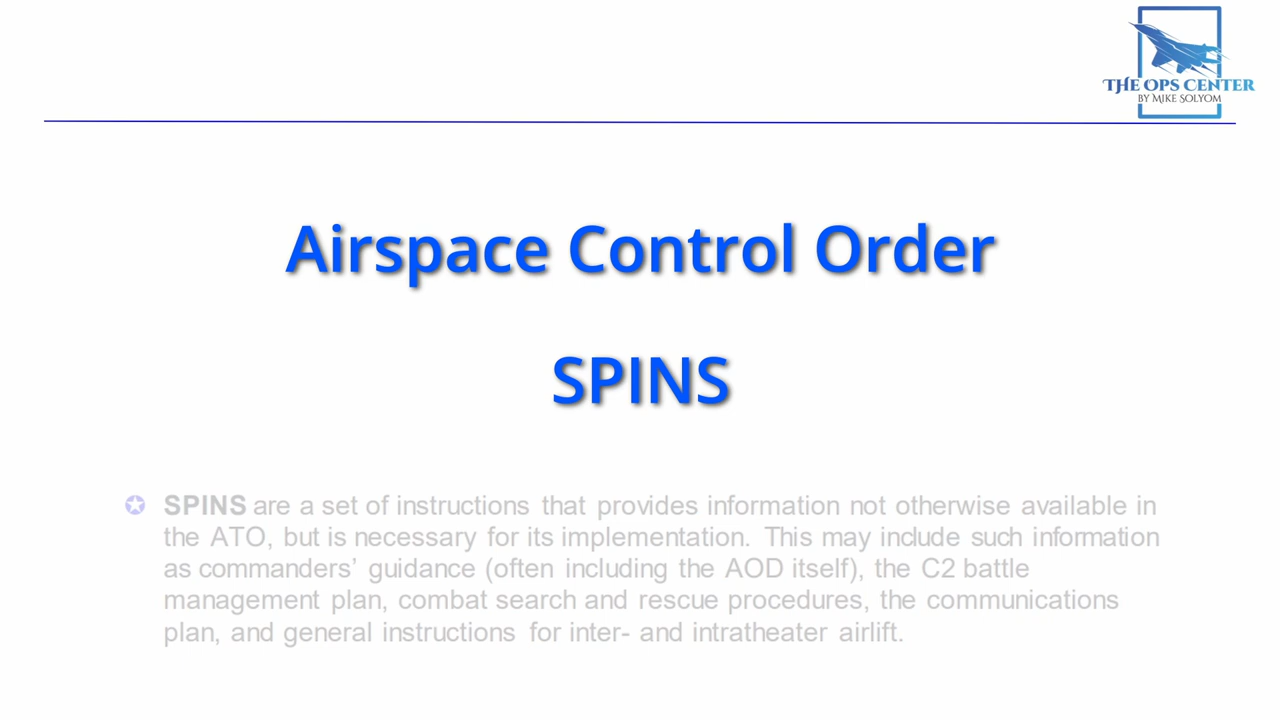 THE OPS CENTER
BY MIKE SOLYOM
Airspace Control Order
SPINS
SPINS are a set of instructions that provides information not otherwise available in
the ATO, but is necessary for its implementation. This may include such information
as commanders’ guidance (often including the AOD itself), the C2 battle
management plan, combat search and rescue procedures, the communications
plan, and general instructions for inter- and intratheater airlift.